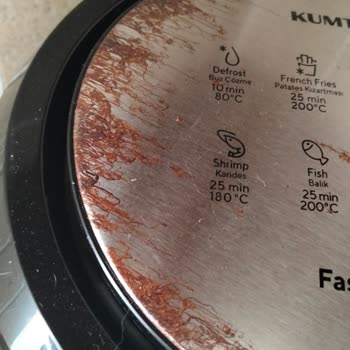 KUMT
Defrost
Buz Çözme
10 min
80°C
French Fries
Patates Kızartması
25 min
200°C
Shrimp
Karides
25 min
180°C
Fish
Balık
25 min
200°C
Fas